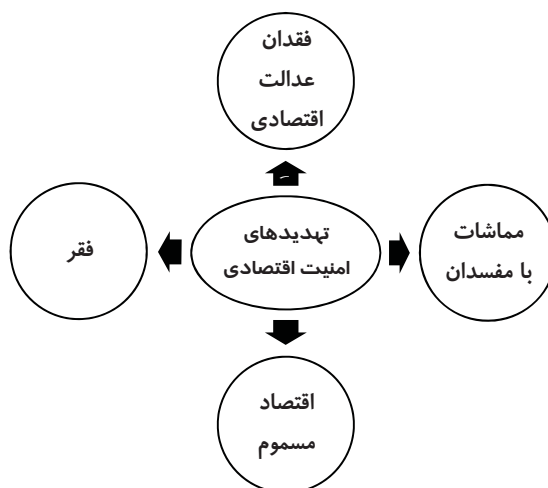 فقدان
عدالت
اقتصادی
تهدیدهای
امنیت اقتصادی
مماشات
با مفسدان
فقر
اقتصاد
مسموم